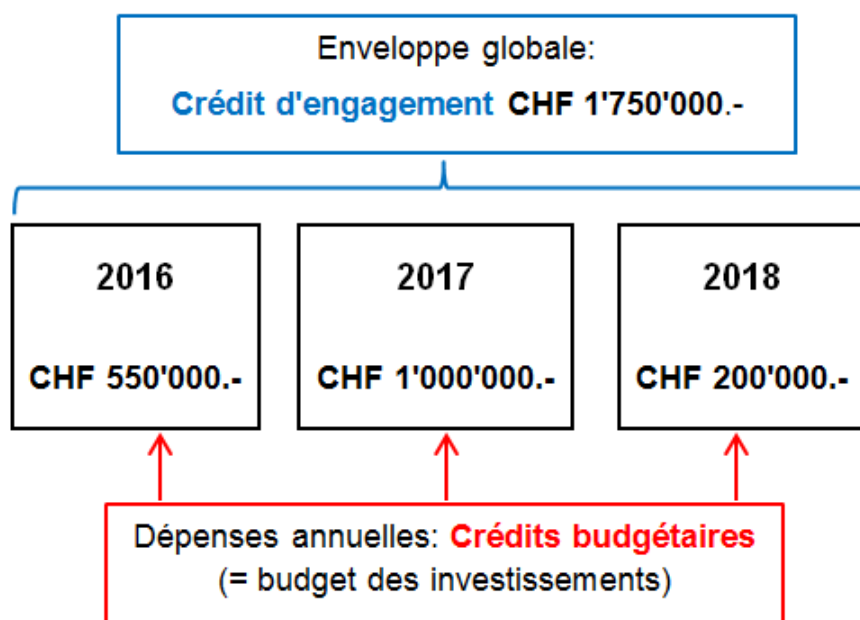 Enveloppe globale:
Crédit d'engagement CHF 1'750'000.-
2016
CHF 550'000.-
2017
CHF 1'000'000.-
2018
CHF 200'000.-
Dépenses annuelles: Crédits budgétaires
(= budget des investissements)